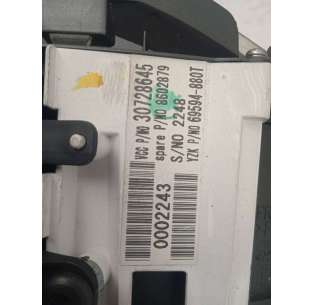 VCC P/NO 30728645
spare P/NO 8602879
S/NO 2248
YZK P/NO 69594-880T
0002243